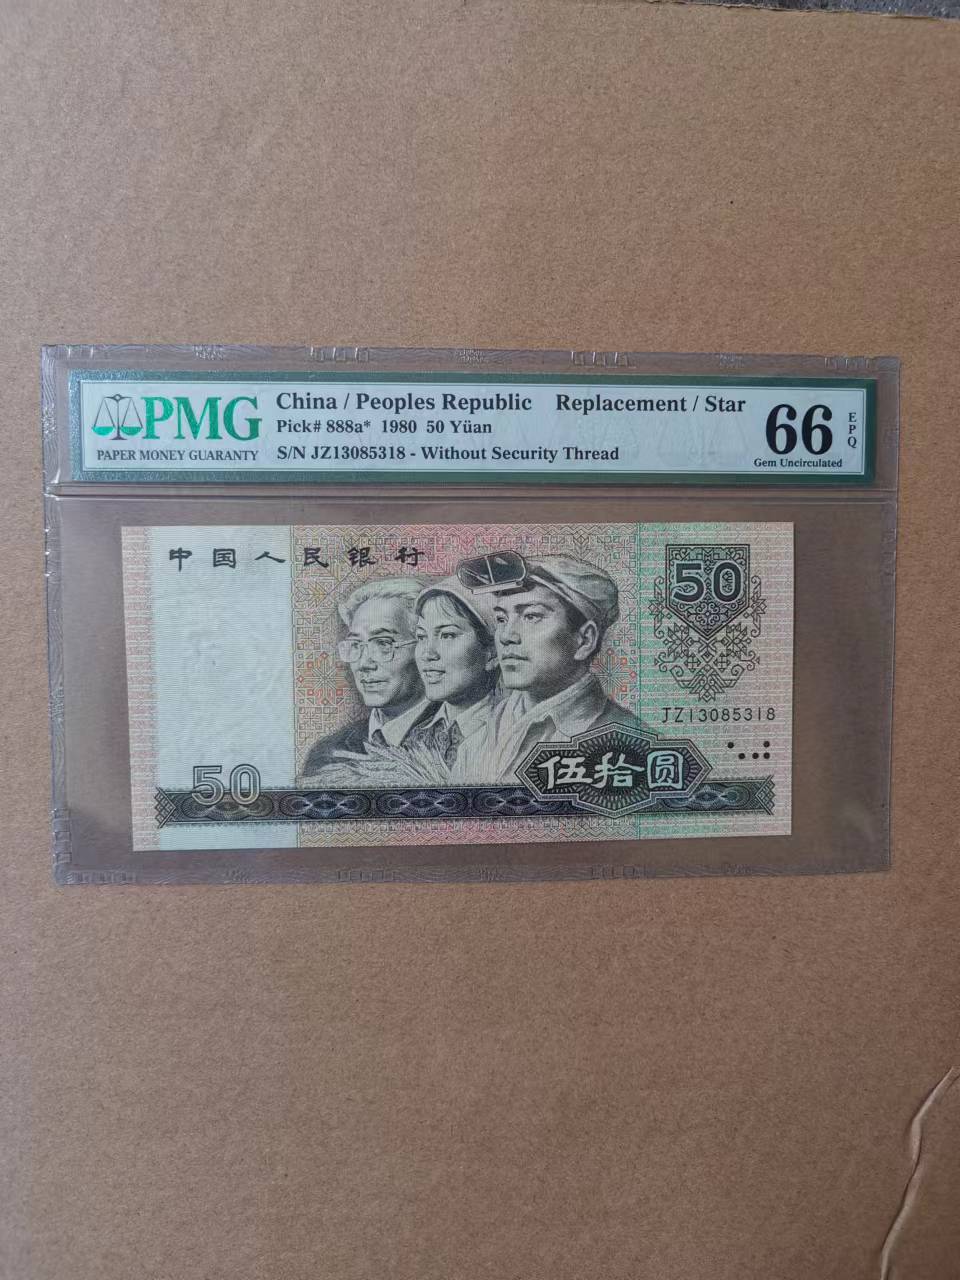 PMG
PAPER MONEY GUARANTY
China / Peoples Republic Replacement / Star
Pick# 888a* 1980 50 Yüan
S/N JZ13085318 - Without Security Thread
66
EPQ
Gem Uncirculated
中国人民银行
50
JZ13085318
50
伍拾圆